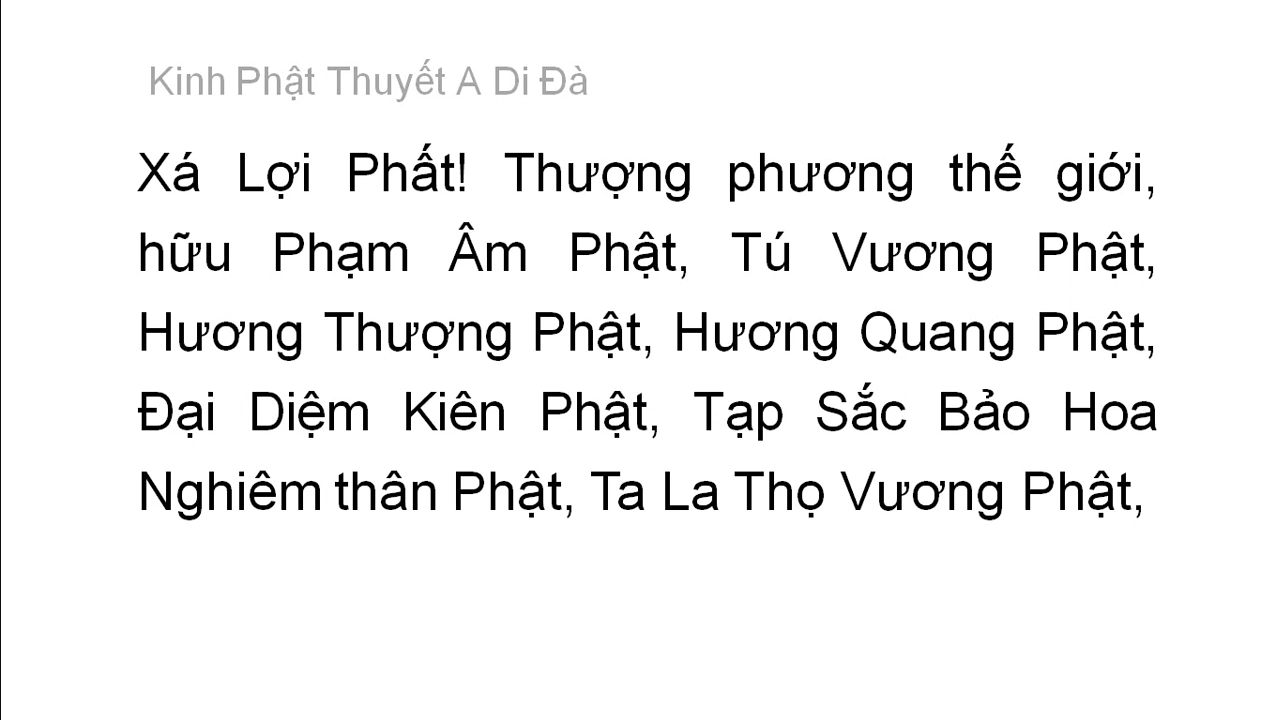 Kinh Phật Thuyết A Di Đà
Xá Lợi Phất! Thượng phương thế giới,
hữu Phạm Âm Phật, Tú Vương Phật,
Hương Thượng Phật, Hương Quang Phật,
Đại Diệm Kiên Phật, Tạp Sắc Bảo Hoa
Nghiêm thân Phật, Ta La Thọ Vương Phật,